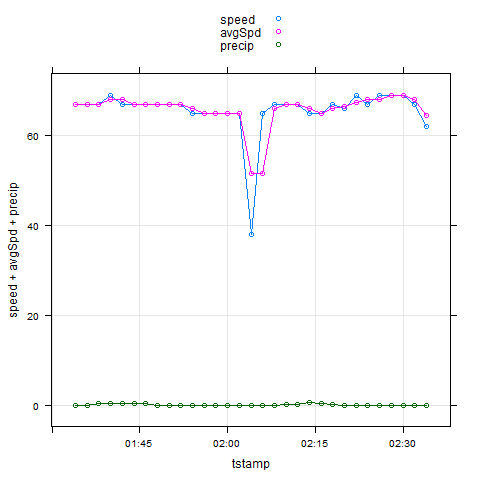 speed
avgSpd
precip
speed + avgSpd + precip
60
40
20
0
01:45 02:00 02:15 02:30
tstamp